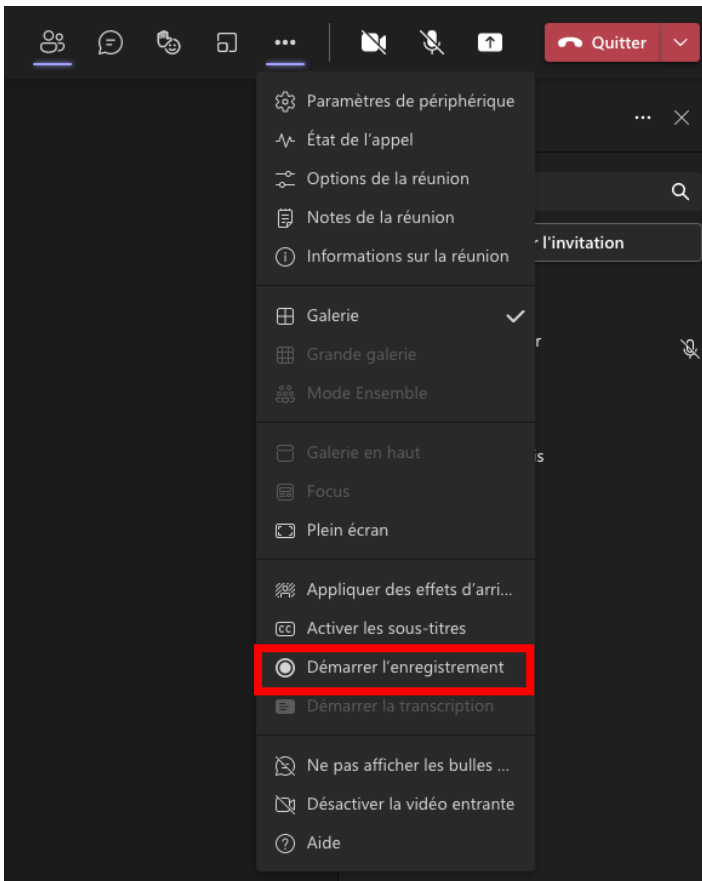 Quitter
Paramètres de périphérique
État de l'appel
Options de la réunion
Notes de la réunion
l'invitation
Informations sur la réunion
Galerie
r
Grande galerie
Mode Ensemble
Galerie en haut
is
Focus
Plein écran
Appliquer des effets d'arri...
CC Activer les sous-titres
Démarrer l'enregistrement
Démarrer la transcription
Ne pas afficher les bulles ...
Désactiver la vidéo entrante
Aide